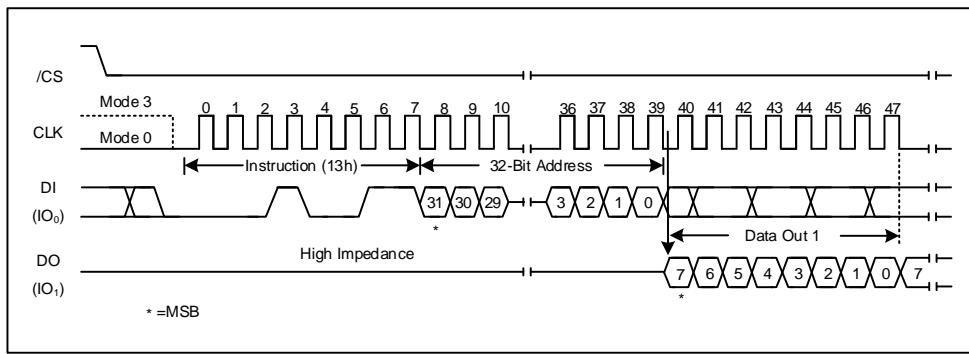 /CS
Mode 3
0 1 2 3 4 5 6 7 8 9 10 36 37 38 39 40 41 42 43 44 45 46 47
CLK
Mode 0
Instruction (13h) 32-Bit Address
DI
(IO₀)
31 30 29 3 2 1 0
*
Data Out 1
High Impedance
DO
(IO₁)
7 6 5 4 3 2 1 0 7
*
* =MSB